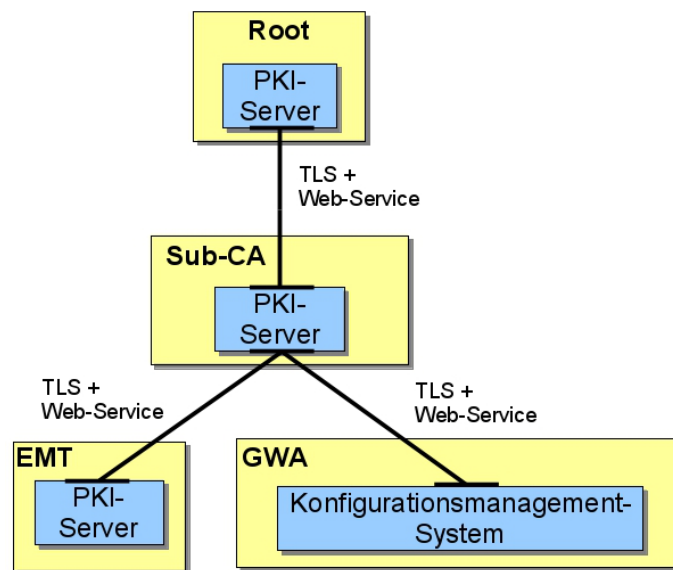 Root
PKI-
Server
TLS +
Web-Service
Sub-CA
PKI-
Server
TLS +
Web-Service
TLS +
Web-Service
EMT
PKI-
Server
GWA
Konfigurationsmanagement-
System